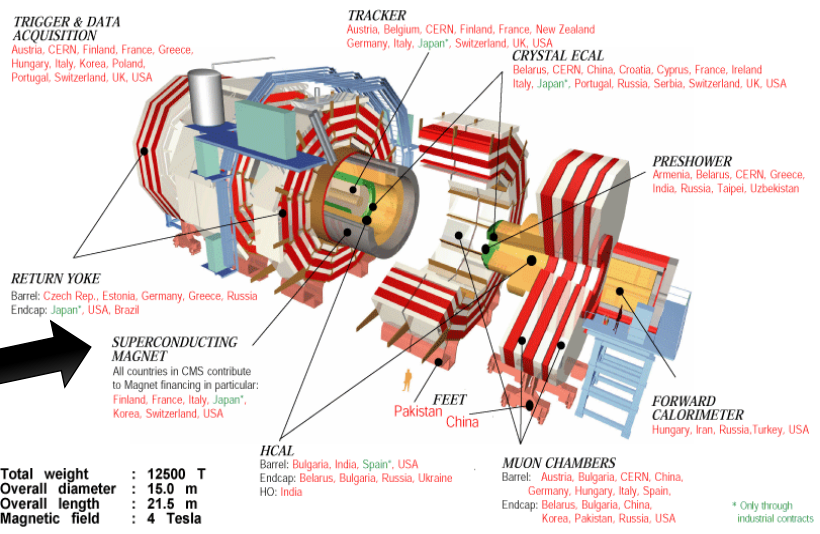 TRIGGER & DATA
ACQUISITION
Austria, CERN, Finland, France, Greece,
Hungary, Italy, Korea, Poland,
Portugal, Switzerland, UK, USA
TRACKER
Austria, Belgium, CERN, Finland, France, New Zealand
Germany, Italy, Japan*, Switzerland, UK, USA
CRYSTAL ECAL
Belarus, CERN, China, Croatia, Cyprus, France, Ireland
Italy, Japan*, Portugal, Russia, Serbia, Switzerland, UK, USA
PRESHOWER
Armenia, Belarus, CERN, Greece,
India, Russia, Taipei, Uzbekistan
RETURN YOKE
Barrel: Czech Rep., Estonia, Germany, Greece, Russia
Endcap: Japan*, USA, Brazil
SUPERCONDUCTING
MAGNET
All countries in CMS contribute
to Magnet financing in particular:
Finland, France, Italy, Japan*,
Korea, Switzerland, USA
FEET
Pakistan
China
FORWARD
CALORIMETER
Hungary, Iran, Russia,Turkey, USA
HCAL
Barrel: Bulgaria, India, Spain*, USA
Endcap: Belarus, Bulgaria, Russia, Ukraine
HO: India
MUON CHAMBERS
Barrel: Austria, Bulgaria, CERN, China,
Germany, Hungary, Italy, Spain,
Endcap: Belarus, Bulgaria, China,
Korea, Pakistan, Russia, USA
Total weight : 12500 T
Overall diameter : 15.0 m
Overall length : 21.5 m
Magnetic field : 4 Tesla
* Only through
industrial contracts